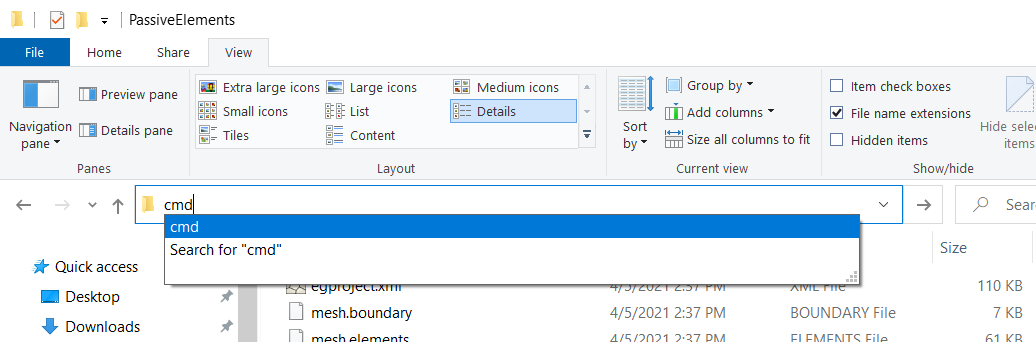 PassiveElements
File Home Share View
Navigation pane
Preview pane
Details pane
Panes
Extra large icons Large icons Medium icons
Small icons List Details
Tiles Content
Layout
Sort by
Group by
Add columns
Size all columns to fit
Current view
Item check boxes
File name extensions
Hidden items
Hide selec
items
Show/hide
cmd
Sear
cmd
Search for "cmd"
Size
Quick access
Desktop
Downloads
egproject.xml 4/5/2021 2:37 PM XML File 110 KB
mesh.boundary 4/5/2021 2:37 PM BOUNDARY File 7 KB
mesh.elements 4/5/2021 2:37 PM ELEMENTS File 61 KB